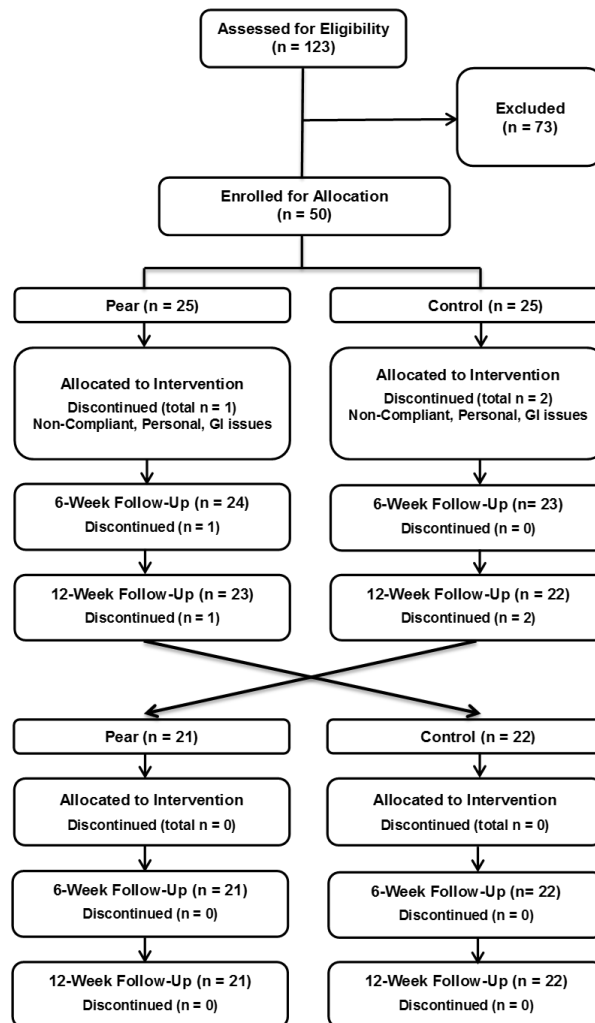 Assessed for Eligibility
(n = 123)
Excluded
(n = 73)
Enrolled for Allocation
(n = 50)
Pear (n = 25)
Control (n = 25)
Allocated to Intervention
Discontinued (total n = 1)
Non-Compliant, Personal, GI issues
Allocated to Intervention
Discontinued (total n = 2)
Non-Compliant, Personal, GI issues
6-Week Follow-Up (n = 24)
Discontinued (n = 1)
6-Week Follow-Up (n= 23)
Discontinued (n = 0)
12-Week Follow-Up (n = 23)
Discontinued (n = 1)
12-Week Follow-Up (n = 22)
Discontinued (n = 2)
Pear (n = 21)
Control (n = 22)
Allocated to Intervention
Discontinued (total n = 0)
Allocated to Intervention
Discontinued (total n = 0)
6-Week Follow-Up (n = 21)
Discontinued (n = 0)
6-Week Follow-Up (n= 22)
Discontinued (n = 0)
12-Week Follow-Up (n = 21)
Discontinued (n = 0)
12-Week Follow-Up (n = 22)
Discontinued (n = 0)